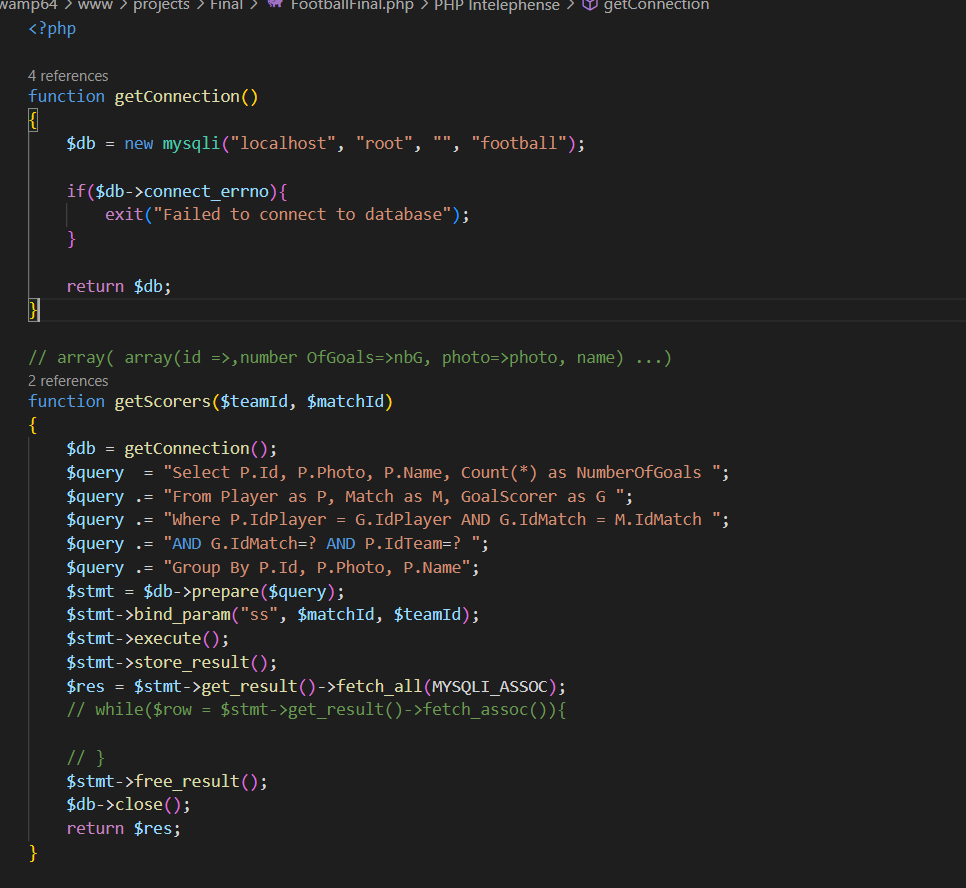 wamp64 > www > projects > Final > FootballFinal.php > PHP Intelephense > getConnection
<?php
4 references
function getConnection()
{
    $db = new mysqli("localhost", "root", "", "football");
    if($db->connect_errno){
        exit("Failed to connect to database");
    }
    return $db;
}
// array( array(id =>,number OfGoals=>nbG, photo=>photo, name) ...)
2 references
function getScorers($teamId, $matchId)
{
    $db = getConnection();
    $query  = "Select P.Id, P.Photo, P.Name, Count(*) as NumberOfGoals ";
    $query .= "From Player as P, Match as M, GoalScorer as G ";
    $query .= "Where P.IdPlayer = G.IdPlayer AND G.IdMatch = M.IdMatch ";
    $query .= "AND G.IdMatch=? AND P.IdTeam=? ";
    $query .= "Group By P.Id, P.Photo, P.Name";
    $stmt = $db->prepare($query);
    $stmt->bind_param("ss", $matchId, $teamId);
    $stmt->execute();
    $stmt->store_result();
    $res = $stmt->get_result()->fetch_all(MYSQLI_ASSOC);
    // while($row = $stmt->get_result()->fetch_assoc()){
    // }
    $stmt->free_result();
    $db->close();
    return $res;
}